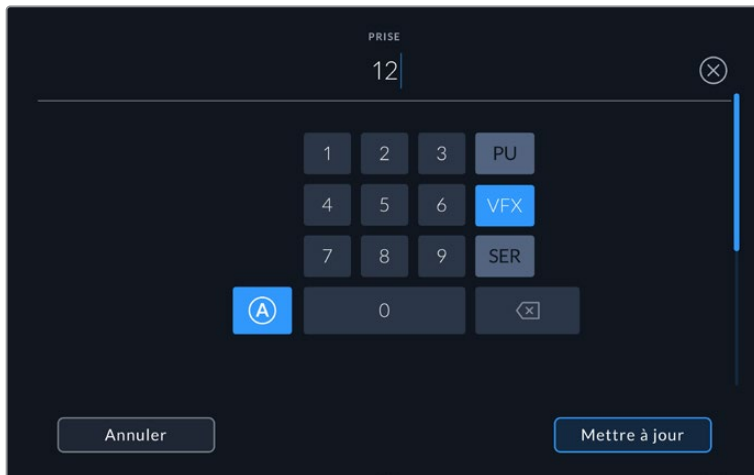 PRISE
12
1 2 3 PU
4 5 6 VFX
7 8 9 SER
A 0
Annuler Mettre à jour